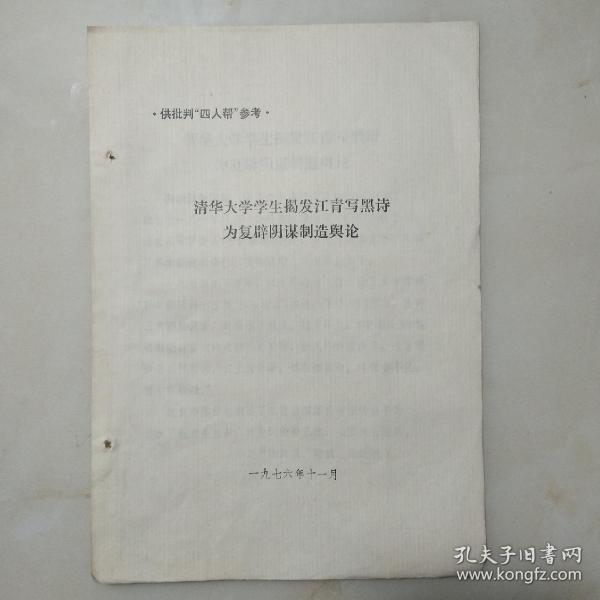 ·供批判“四人帮”参考·
清华大学学生揭发江青写黑诗
为复辟阴谋制造舆论
一九七六年十一月
孔夫子旧书网
www.kongfz.com